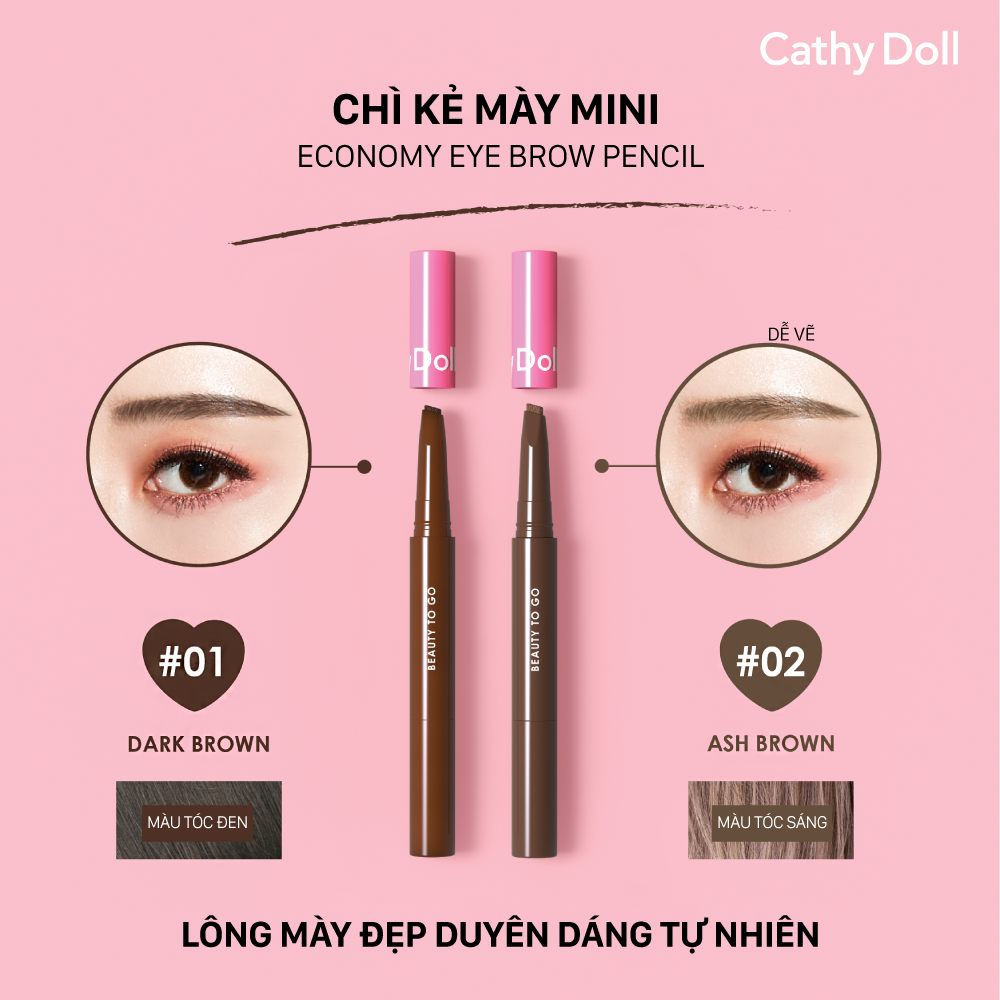 Cathy Doll
CHÌ KẺ MÀY MINI
ECONOMY EYE BROW PENCIL
DỄ VẼ
Doll
Doll
BEAUTY TO GO
BEAUTY TO GO
#01
#02
DARK BROWN
ASH BROWN
MÀU TÓC ĐEN
MÀU TÓC SÁNG
LÔNG MÀY ĐẸP DUYÊN DÁNG TỰ NHIÊN